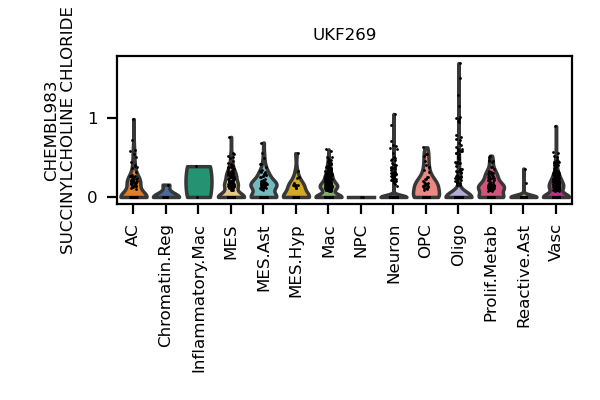 UKF269
CHEMBL983
SUCCINYLCHOLINE CHLORIDE
1
0
AC
Chromatin.Reg
Inflammatory.Mac
MES
MES.Ast
MES.Hyp
Mac
NPC
Neuron
OPC
Oligo
Prolif.Metab
Reactive.Ast
Vasc